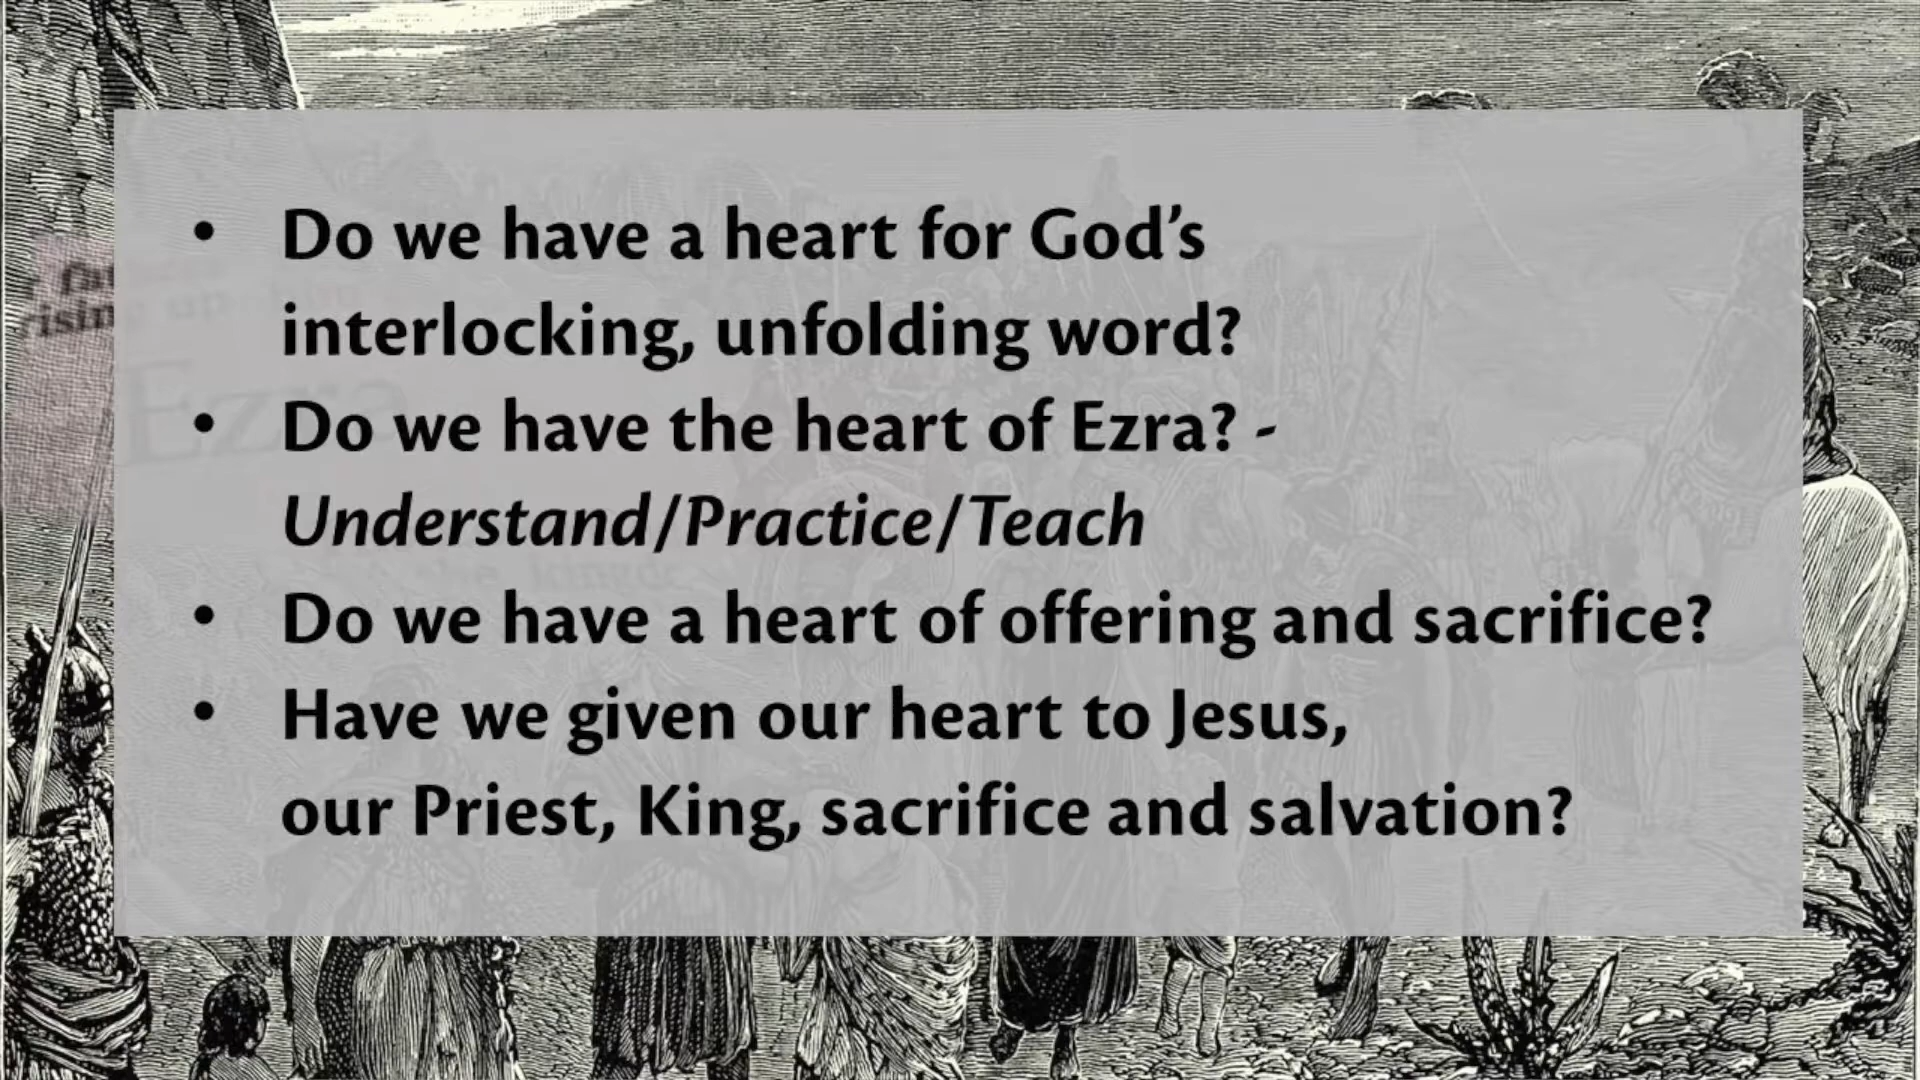 • Do we have a heart for God’s
interlocking, unfolding word?
• Do we have the heart of Ezra? -
Understand/Practice/Teach
• Do we have a heart of offering and sacrifice?
• Have we given our heart to Jesus,
our Priest, King, sacrifice and salvation?
Ezra